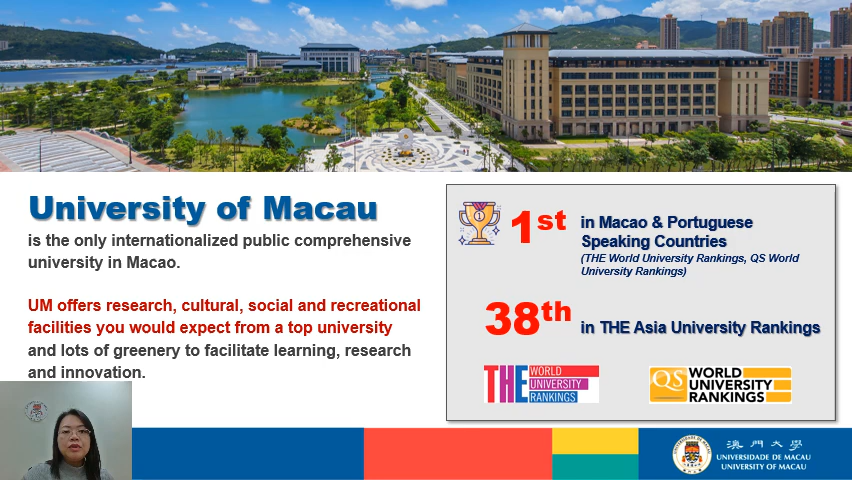 University of Macau
is the only internationalized public comprehensive
university in Macao.
UM offers research, cultural, social and recreational
facilities you would expect from a top university
and lots of greenery to facilitate learning, research
and innovation.
1
1st
in Macao & Portuguese
Speaking Countries
(THE World University Rankings, QS World
University Rankings)
38th
in THE Asia University Rankings
THE
WORLD
UNIVERSITY
RANKINGS
QS
WORLD
UNIVERSITY
RANKINGS
澳門大學
UNIVERSIDADE DE MACAU
UNIVERSITY OF MACAU